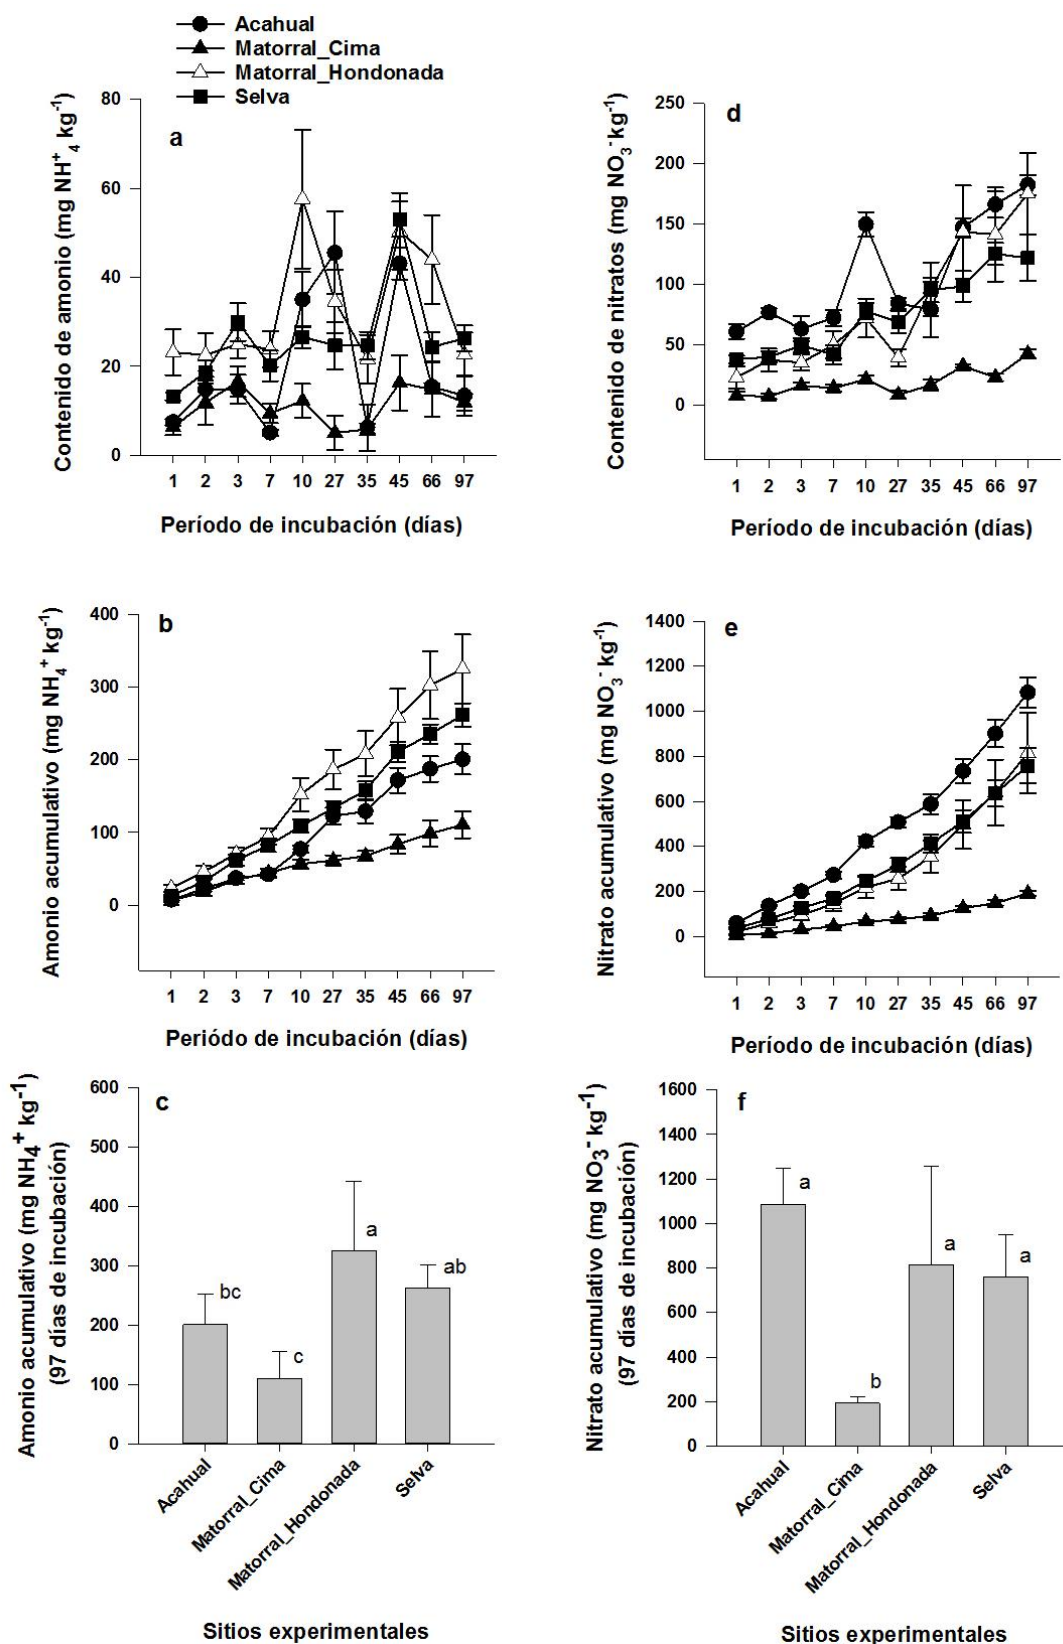 Acahual
Matorral_Cima
Matorral_Hondonada
Selva
a
Contenido de amonio (mg NH⁺₄ kg⁻¹)
80
60
40
20
0
1 2 3 7 10 27 35 45 66 97
Período de incubación (días)
d
Contenido de nitratos (mg NO₃⁻ kg⁻¹)
250
200
150
100
50
0
1 2 3 7 10 27 35 45 66 97
Período de incubación (días)
b
Amonio acumulativo (mg NH₄⁺ kg⁻¹)
400
300
200
100
0
1 2 3 7 10 27 35 45 66 97
Periódo de incubación (días)
e
Nitrato acumulativo (mg NO₃⁻ kg⁻¹)
1400
1200
1000
800
600
400
200
0
1 2 3 7 10 27 35 45 66 97
Período de incubación (días)
c
Amonio acumulativo (mg NH₄⁺ kg⁻¹)
(97 días de incubación)
600
500
400
300
200
100
0
bc
c
a
ab
Acahual
Matorral_Cima
Matorral_Hondonada
Selva
Sitios experimentales
f
Nitrato acumulativo (mg NO₃⁻ kg⁻¹)
(97 días de incubación)
1600
1400
1200
1000
800
600
400
200
0
a
b
a
a
Acahual
Matorral_Cima
Matorral_Hondonada
Selva
Sitios experimentales